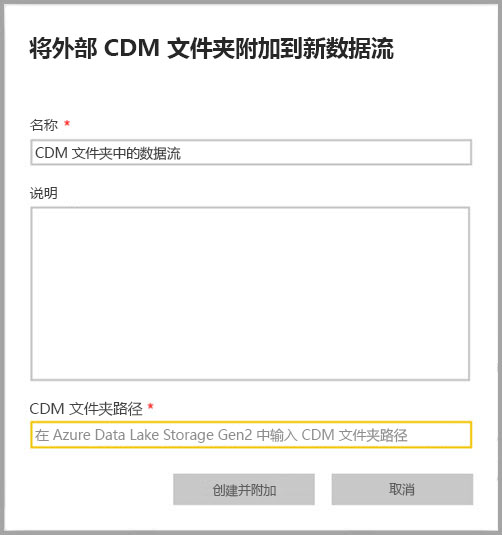 将外部 CDM 文件夹附加到新数据流
名称 *
CDM 文件夹中的数据流
说明
CDM 文件夹路径 *
在 Azure Data Lake Storage Gen2 中输入 CDM 文件夹路径
创建并附加
取消